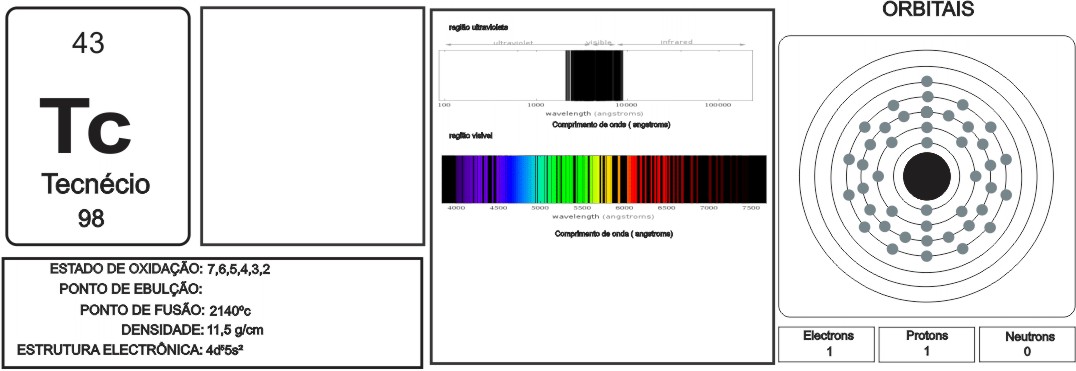 43
Tc
Tecnécio
98
ESTADO DE OXIDAÇÃO: 7,6,5,4,3,2
PONTO DE EBULÇÃO:
PONTO DE FUSÃO: 2140ºc
DENSIDADE: 11,5 g/cm
ESTRUTURA ELECTRÔNICA: 4d⁵5s²
região ultravioleta
ultraviolet visible infrared
100 1000 10000 100000
wavelength (angstroms)
Comprimento de onda ( angstroms)
região visível
4000 4500 5000 5500 6000 6500 7000 7500
wavelength (angstroms)
Comprimento de onda ( angstroms)
ORBITAIS
Electrons Protons Neutrons
1 1 0